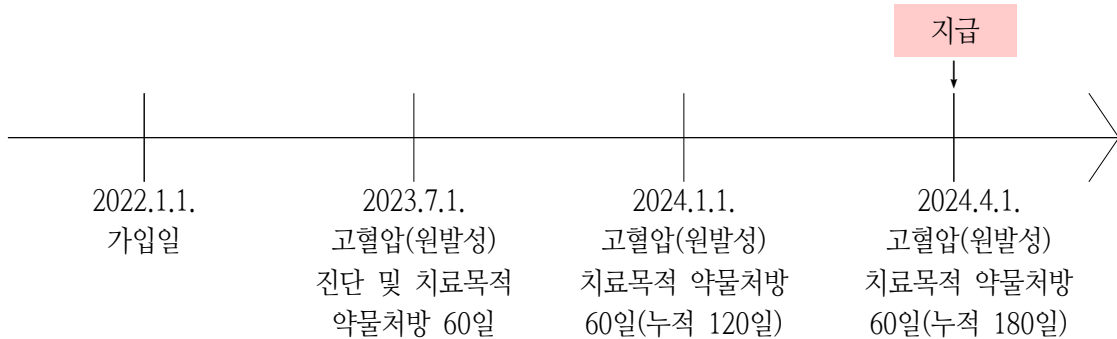 지급
2022.1.1.
가입일
2023.7.1.
고혈압(원발성)
진단 및 치료목적
약물처방 60일
2024.1.1.
고혈압(원발성)
치료목적 약물처방
60일(누적 120일)
2024.4.1.
고혈압(원발성)
치료목적 약물처방
60일(누적 180일)